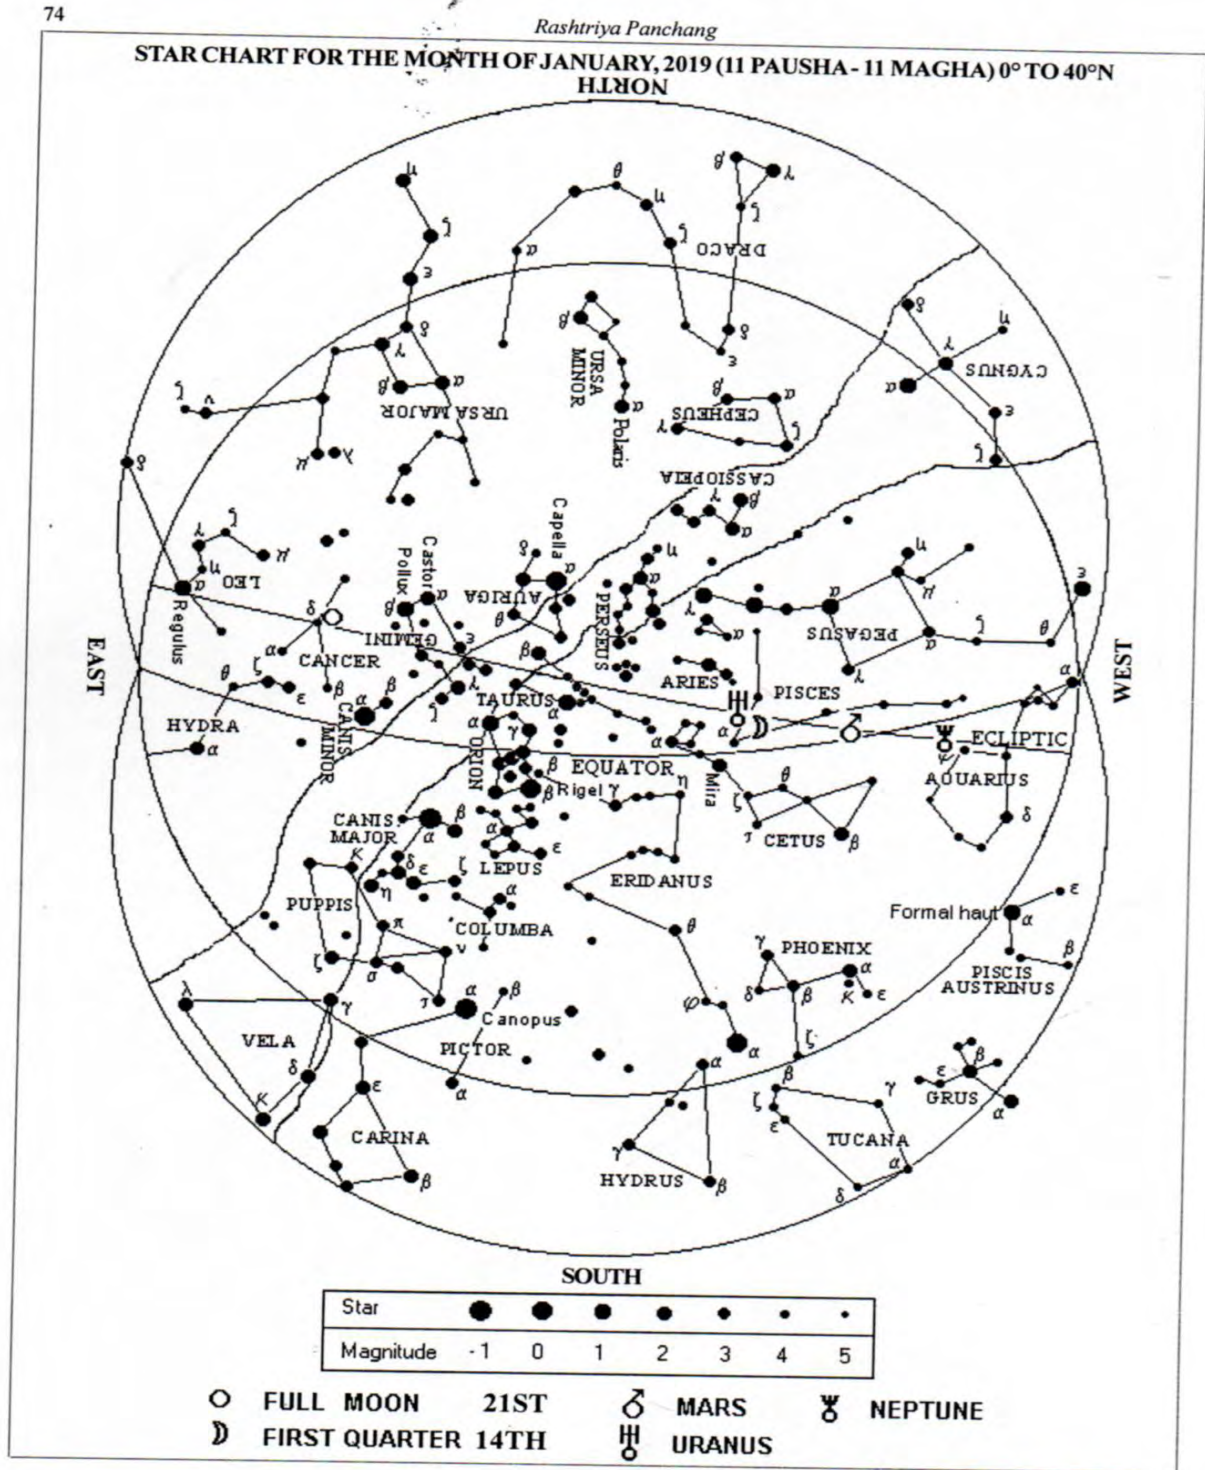 74
Rashtriya Panchang
STAR CHART FOR THE MONTH OF JANUARY, 2019 (11 PAUSHA - 11 MAGHA) 0° TO 40°N
NORTH
η
β γ
θ
η
ζ
ζ
α ζ DRACO
ε
δ
δ
δ β η
γ γ
URSA MINOR
ε
α CYGNUS
β α
ζ ν URSA MAJOR
β α
CEPHEUS
ε
α Polaris
γ ζ
μ λ ζ
δ
CASSIOPEIA
γ β
α
Capella
ζ
γ μ
η
LEO
α
Regulus
Castor
Pollux
α
β
δ α
AURIGA
θ
η
α
PERSEUS
γ
α
η
μ
ε
PEGASUS
α
ζ θ
δ
GEMINI
ε
α CANCER
β
EAST
WEST
θ ζ ε
β
α β
CANIS MINOR
λ
ζ
TAURUS
α
ARIES
γ
PISCES
α
HYDRA
α
α γ
ORION
β
β Rigel
α
α
ECLIPTIC
EQUATOR
Mira
ψ
AQUARIUS
γ η
ζ θ
τ CETUS β
δ
CANIS MAJOR
α β
α
LEPUS ε
κ δ ε ζ
η
ERIDANUS
PUPPIS
α
COLUMBA
π
ν
θ
Formal haut
ε
α
γ PHOENIX
α
β
PISCIS AUSTRINUS
ζ σ
δ β κ ε
λ γ
τ
α β
Canopus
φ
VELA
PICTOR
α
ζ
δ
ε
α
α
β γ
ζ
ε
β
ε
GRUS
α
κ
CARINA
γ
TUCANA
α
β
HYDRUS β
δ
SOUTH
Star
Magnitude -1 0 1 2 3 4 5
FULL MOON 21ST MARS NEPTUNE
FIRST QUARTER 14TH URANUS